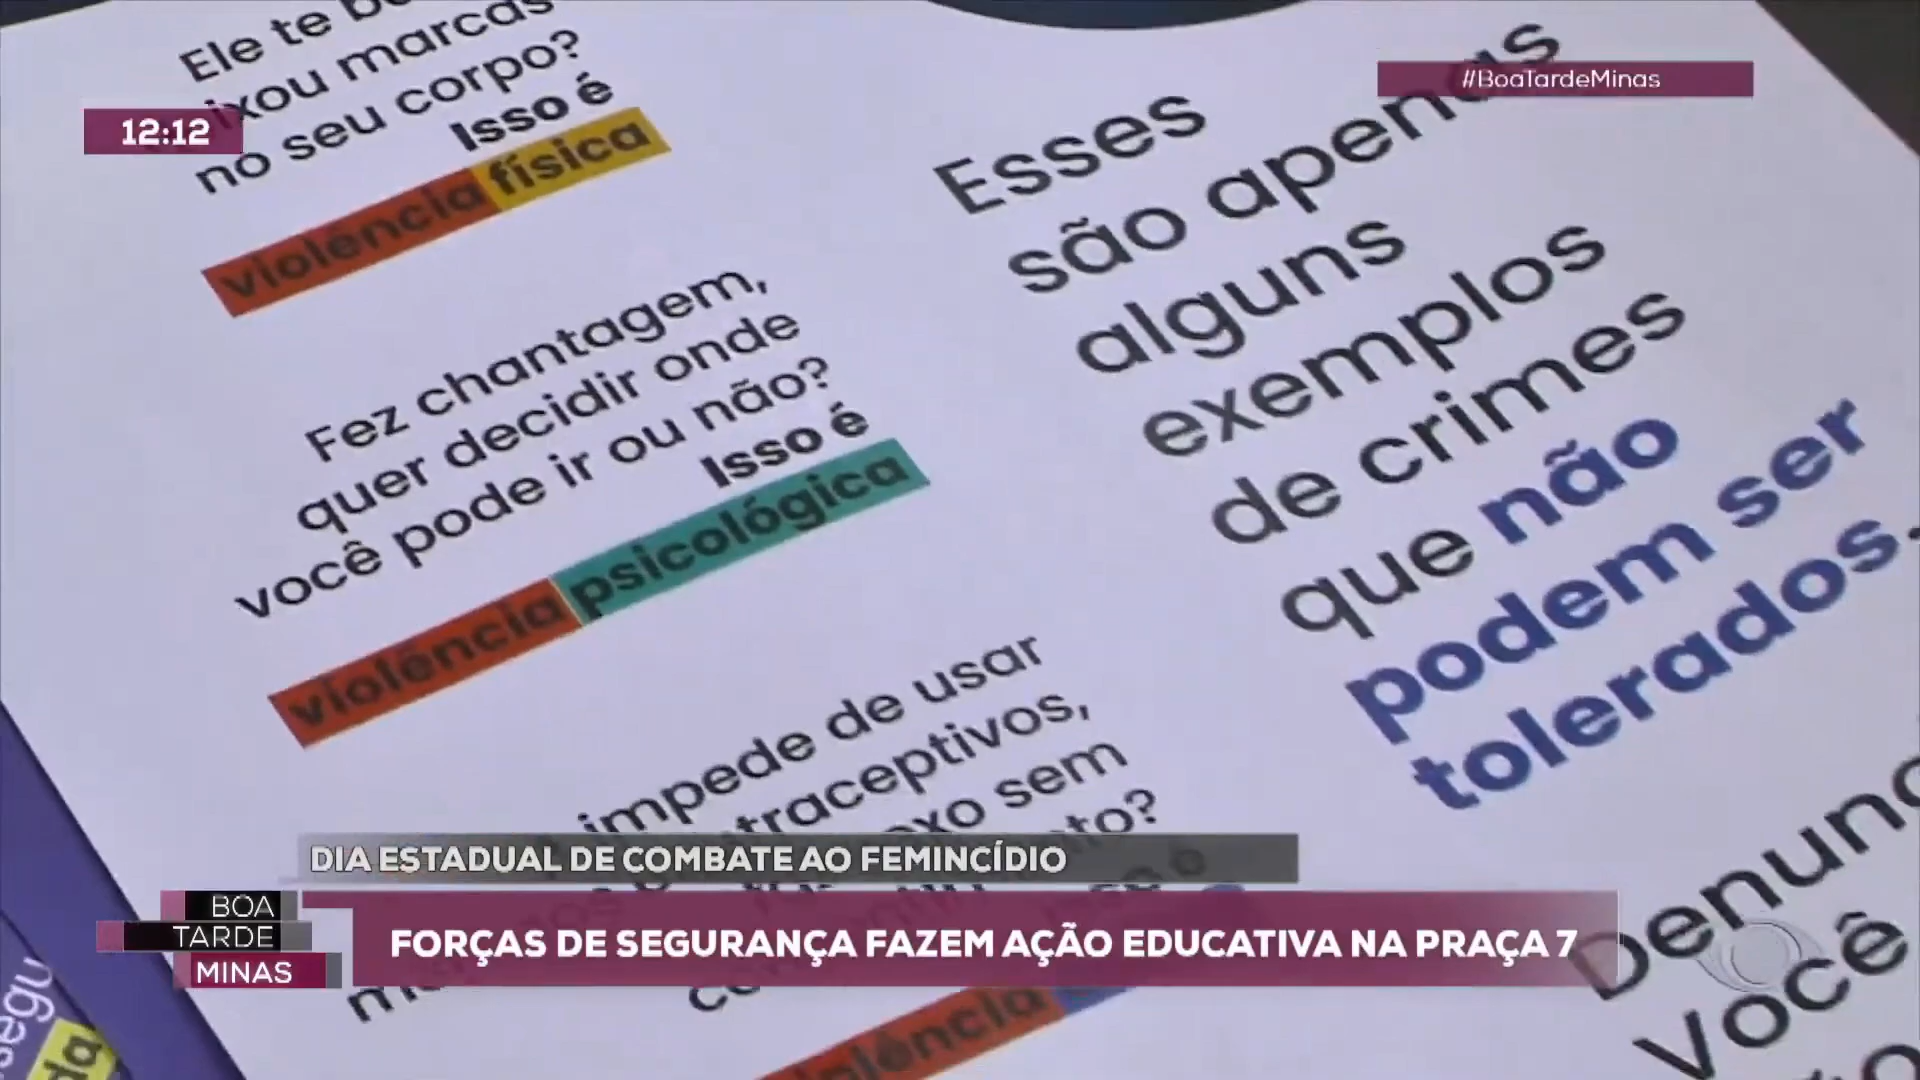 Ele te
ixou marcas
no seu corpo?
Isso é
violência física
Fez chantagem,
quer decidir onde
você pode ir ou não?
Isso é
violência psicológica
impede de usar
traceptivos,
sem
Esses
são apenas
alguns
exemplos
de crimes
que não
podem ser
tolerados.
Denunc
Você
segu
da
12:12
#BoaTardeMinas
DIA ESTADUAL DE COMBATE AO FEMINCÍDIO
BOA
TARDE
MINAS
FORÇAS DE SEGURANÇA FAZEM AÇÃO EDUCATIVA NA PRAÇA 7